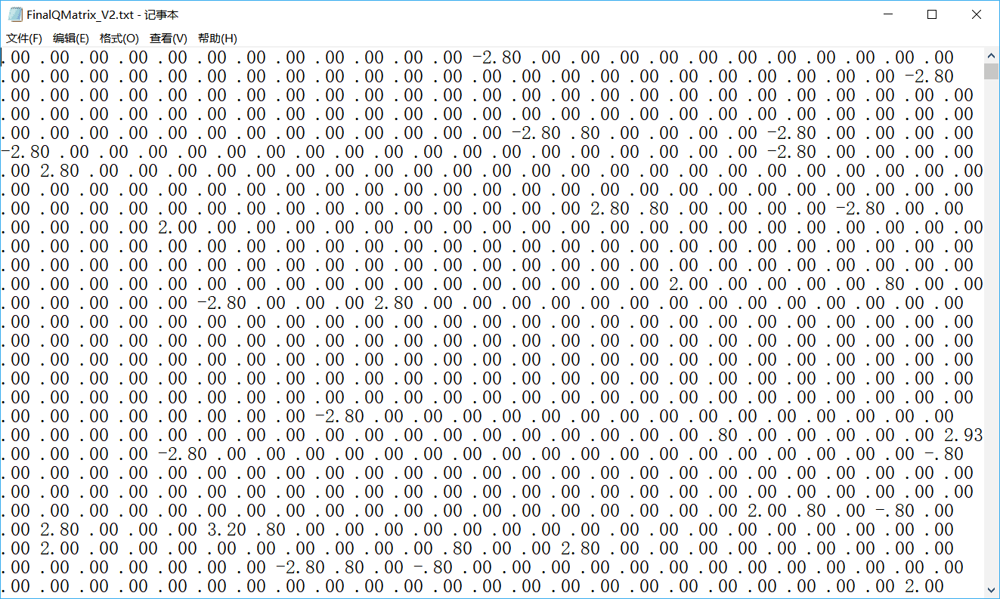 FinalQMatrix_V2.txt - 记事本
文件(F) 编辑(E) 格式(O) 查看(V) 帮助(H)
.00 .00 .00 .00 .00 .00 .00 .00 .00 .00 .00 .00 -2.80 .00 .00 .00 .00 .00 .00 .00 .00 .00 .00 .00
.00 .00 .00 .00 .00 .00 .00 .00 .00 .00 .00 .00 .00 .00 .00 .00 .00 .00 .00 .00 .00 .00 .00 -2.80
.00 .00 .00 .00 .00 .00 .00 .00 .00 .00 .00 .00 .00 .00 .00 .00 .00 .00 .00 .00 .00 .00 .00 .00 .00
.00 .00 .00 .00 .00 .00 .00 .00 .00 .00 .00 .00 .00 .00 .00 .00 .00 .00 .00 .00 .00 .00 .00 .00 .00
.00 .00 .00 .00 .00 .00 .00 .00 .00 .00 .00 .00 .00 -2.80 .80 .00 .00 .00 .00 -2.80 .00 .00 .00 .00
-2.80 .00 .00 .00 .00 .00 .00 .00 .00 .00 .00 .00 .00 .00 .00 .00 .00 .00 .00 -2.80 .00 .00 .00 .00
.00 2.80 .00 .00 .00 .00 .00 .00 .00 .00 .00 .00 .00 .00 .00 .00 .00 .00 .00 .00 .00 .00 .00 .00 .00
.00 .00 .00 .00 .00 .00 .00 .00 .00 .00 .00 .00 .00 .00 .00 .00 .00 .00 .00 .00 .00 .00 .00 .00 .00
.00 .00 .00 .00 .00 .00 .00 .00 .00 .00 .00 .00 .00 .00 .00 2.80 .80 .00 .00 .00 .00 -2.80 .00 .00
.00 .00 .00 .00 2.00 .00 .00 .00 .00 .00 .00 .00 .00 .00 .00 .00 .00 .00 .00 .00 .00 .00 .00 .00 .00
.00 .00 .00 .00 .00 .00 .00 .00 .00 .00 .00 .00 .00 .00 .00 .00 .00 .00 .00 .00 .00 .00 .00 .00 .00
.00 .00 .00 .00 .00 .00 .00 .00 .00 .00 .00 .00 .00 .00 .00 .00 .00 .00 .00 .00 .00 .00 .00 .00 .00
.00 .00 .00 .00 .00 .00 .00 .00 .00 .00 .00 .00 .00 .00 .00 .00 .00 2.00 .00 .00 .00 .00 .80 .00 .00
.00 .00 .00 .00 .00 -2.80 .00 .00 .00 2.80 .00 .00 .00 .00 .00 .00 .00 .00 .00 .00 .00 .00 .00 .00
.00 .00 .00 .00 .00 .00 .00 .00 .00 .00 .00 .00 .00 .00 .00 .00 .00 .00 .00 .00 .00 .00 .00 .00 .00
.00 .00 .00 .00 .00 .00 .00 .00 .00 .00 .00 .00 .00 .00 .00 .00 .00 .00 .00 .00 .00 .00 .00 .00 .00
.00 .00 .00 .00 .00 .00 .00 .00 .00 .00 .00 .00 .00 .00 .00 .00 .00 .00 .00 .00 .00 .00 .00 .00 .00
.00 .00 .00 .00 .00 .00 .00 .00 .00 .00 .00 .00 .00 .00 .00 .00 .00 .00 .00 .00 .00 .00 .00 .00 .00
.00 .00 .00 .00 .00 .00 .00 .00 .00 .00 .00 .00 .00 .00 .00 .00 .00 .00 .00 .00 .00 .00 .00 .00 .00
.00 .00 .00 .00 .00 .00 .00 .00 -2.80 .00 .00 .00 .00 .00 .00 .00 .00 .00 .00 .00 .00 .00 .00 .00
.00 .00 .00 .00 .00 .00 .00 .00 .00 .00 .00 .00 .00 .00 .00 .00 .00 .00 .80 .00 .00 .00 .00 .00 2.93
.00 .00 .00 .00 -2.80 .00 .00 .00 .00 .00 .00 .00 .00 .00 .00 .00 .00 .00 .00 .00 .00 .00 .00 -.80
.00 .00 .00 .00 .00 .00 .00 .00 .00 .00 .00 .00 .00 .00 .00 .00 .00 .00 .00 .00 .00 .00 .00 .00 .00
.00 .00 .00 .00 .00 .00 .00 .00 .00 .00 .00 .00 .00 .00 .00 .00 .00 .00 .00 .00 .00 .00 .00 .00 .00
.00 .00 .00 .00 .00 .00 .00 .00 .00 .00 .00 .00 .00 .00 .00 .00 .00 .00 .00 2.00 .80 .00 -.80 .00
.00 2.80 .00 .00 .00 3.20 .80 .00 .00 .00 .00 .00 .00 .00 .00 .00 .00 .00 .00 .00 .00 .00 .00 .00
.00 2.00 .00 .00 .00 .00 .00 .00 .00 .00 .00 .80 .00 .00 2.80 .00 .00 .00 .00 .00 .00 .00 .00 .00
.00 .00 .00 .00 .00 .00 .00 -2.80 .80 .00 -.80 .00 .00 .00 .00 .00 .00 .00 .00 .00 .00 .00 .00 .00
.00 .00 .00 .00 .00 .00 .00 .00 .00 .00 .00 .00 .00 .00 .00 .00 .00 .00 .00 .00 .00 .00 .00 2.00